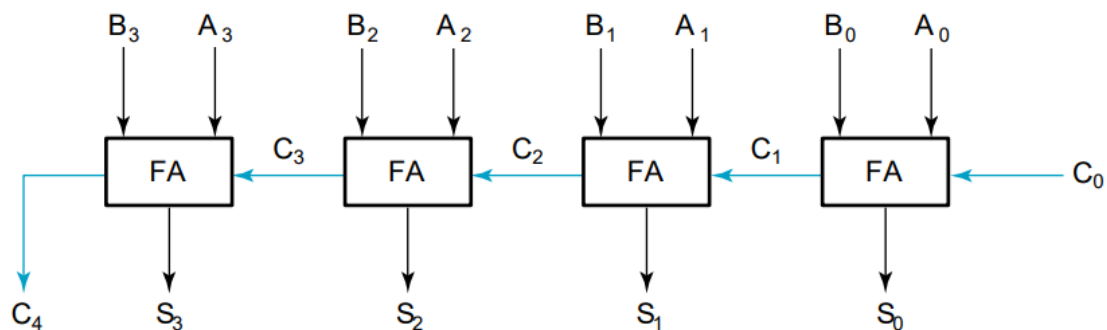 B3 A3 B2 A2 B1 A1 B0 A0
C3 C2 C1
FA FA FA FA C0
C4 S3 S2 S1 S0